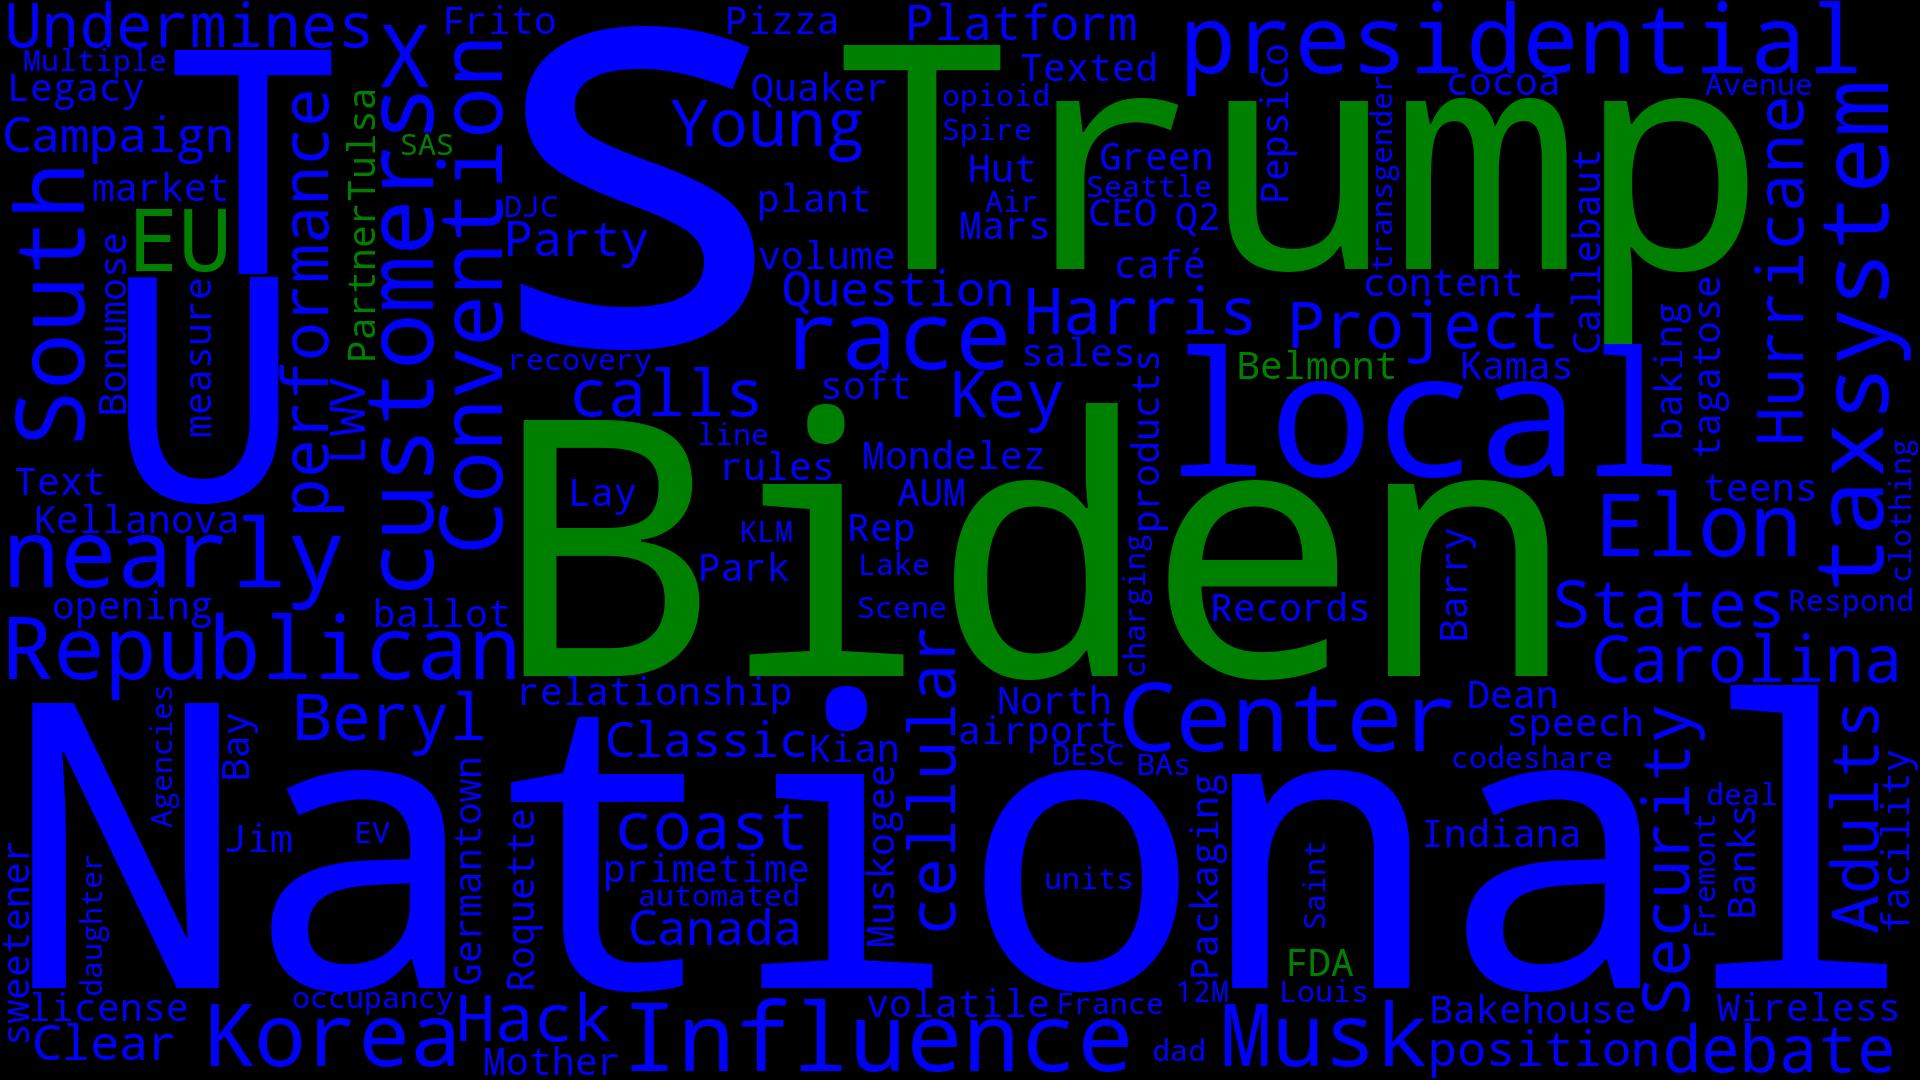 Undermines
Frito
Pizza
Platform
presidential
Multiple
X
Texted
cocoa
Avenue
Legacy
Quaker
opioid
PepsiCo
transgender
T
S
Trump
Young
Spire
Campaign
SAS
Hut
Green
market
Seattle
plant
Air
CEO
Q2
DJC
Mars
EU
Party
South
performance
PartnerTulsa
customers
Convention
volume
café
content
Callebaut
Hurricane
taxsystem
Bonumose
measure
U
Question
Harris
Project
race
LWV
recovery
sales
Belmont
Kamas
baking
tagatose
calls
soft
Key
products
local
Biden
line
rules
Mondelez
Text
Lay
AUM
teens
Kellanova
KLM
Rep
Elon
clothing
nearly
Park
Lake
charging
Barry
opening
ballot
Scene
Records
States
Respond
Republican
Carolina
relationship
North
Center
Dean
Agencies
Bay
Beryl
Classic
Kian
cellular
airport
speech
DESC
BAs
codeshare
Security
Adults
National
Germantown
Roquette
coast
Muskogee
Packaging
deal
Jim
EV
Indiana
Fremont
Banks
facility
primetime
automated
units
Saint
sweetener
daughter
Canada
FDA
license
occupancy
volatile
France
12M
Louis
Bakehouse
Wireless
Clear
Korea
Hack
Influence
Musk
Mother
dad
position
debate